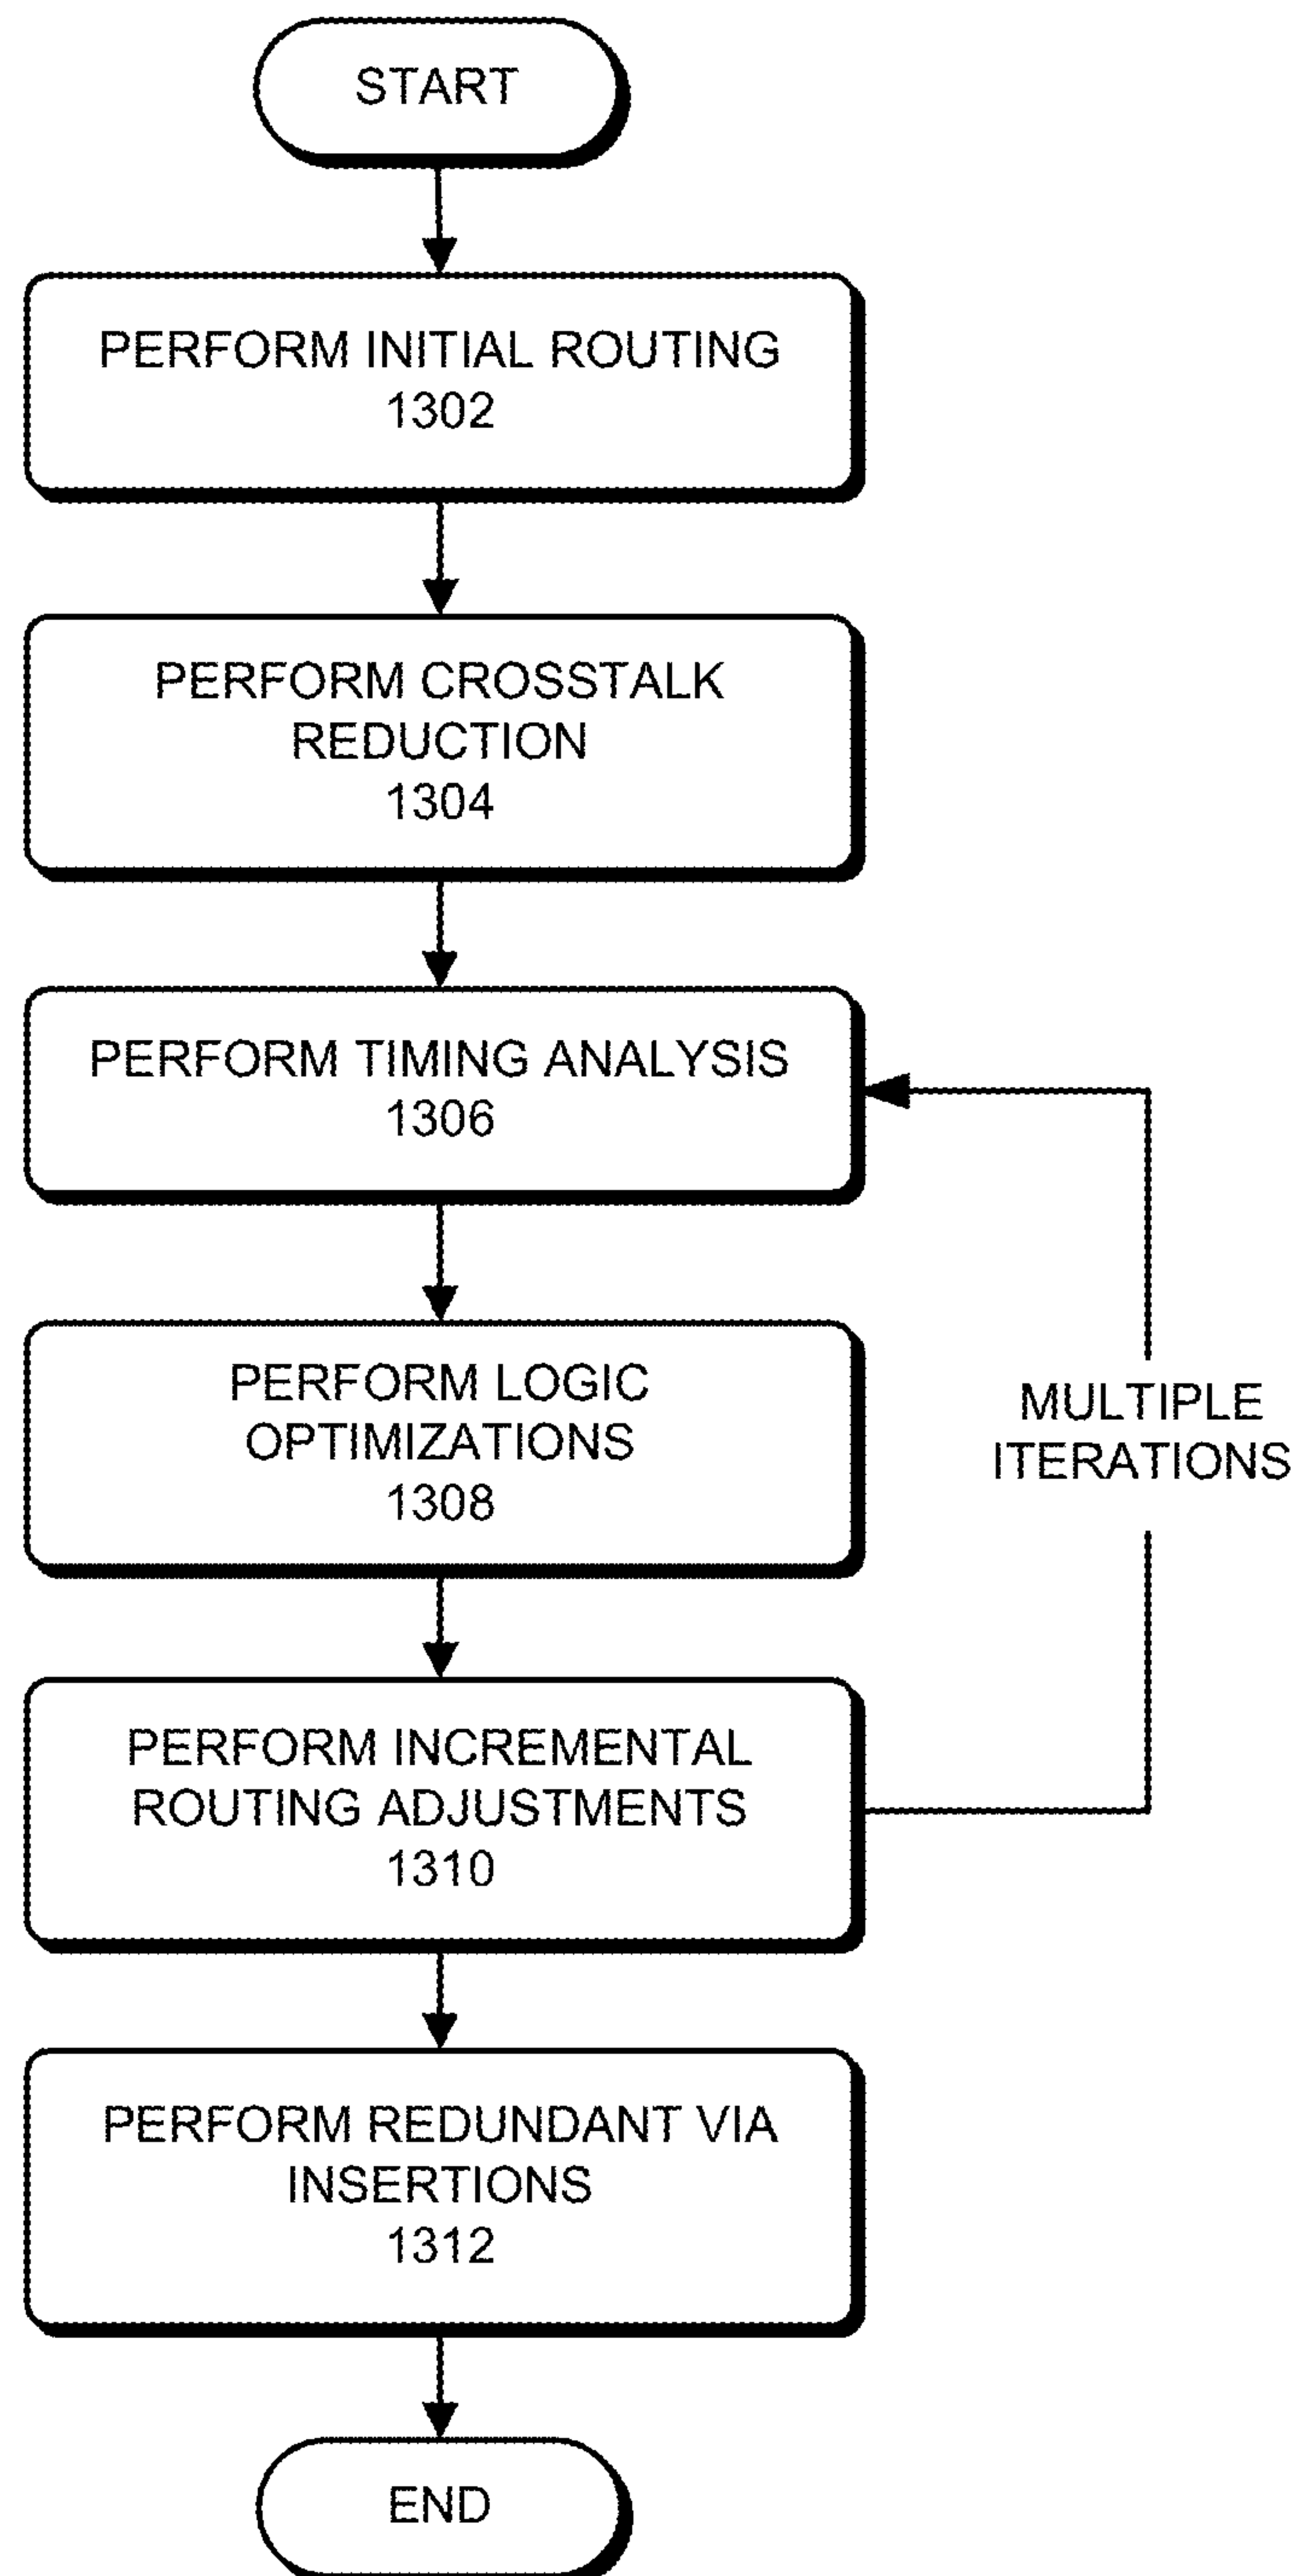 START
PERFORM INITIAL ROUTING
1302
PERFORM CROSSTALK
REDUCTION
1304
PERFORM TIMING ANALYSIS
1306
PERFORM LOGIC
OPTIMIZATIONS
1308
MULTIPLE
ITERATIONS
PERFORM INCREMENTAL
ROUTING ADJUSTMENTS
1310
PERFORM REDUNDANT VIA
INSERTIONS
1312
END